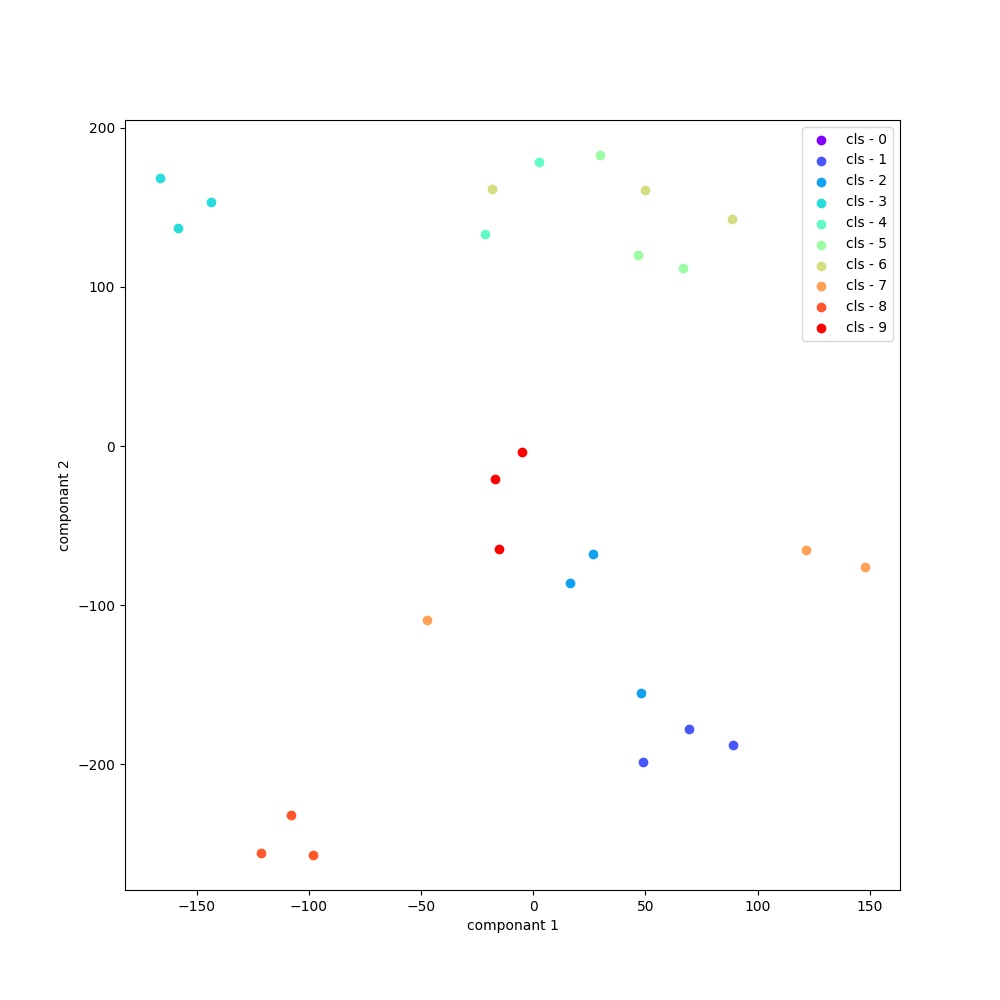 200
100
0
−100
−200
componant 2
−150
−100
−50
0
50
100
150
componant 1
cls - 0
cls - 1
cls - 2
cls - 3
cls - 4
cls - 5
cls - 6
cls - 7
cls - 8
cls - 9